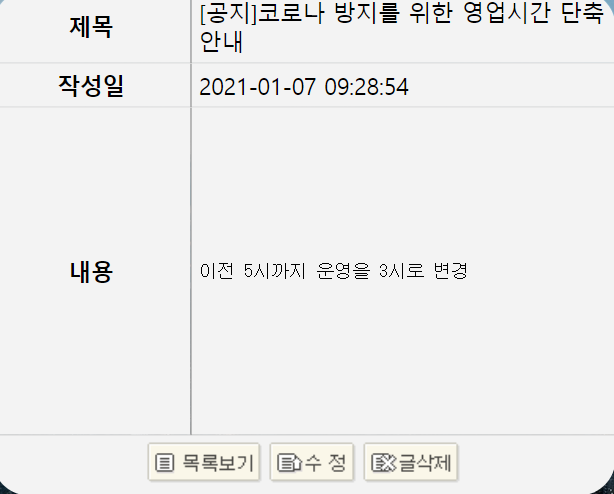 제목
[공지]코로나 방지를 위한 영업시간 단축
안내
작성일
2021-01-07 09:28:54
내용
이전 5시까지 운영을 3시로 변경
목록보기
수 정
글삭제